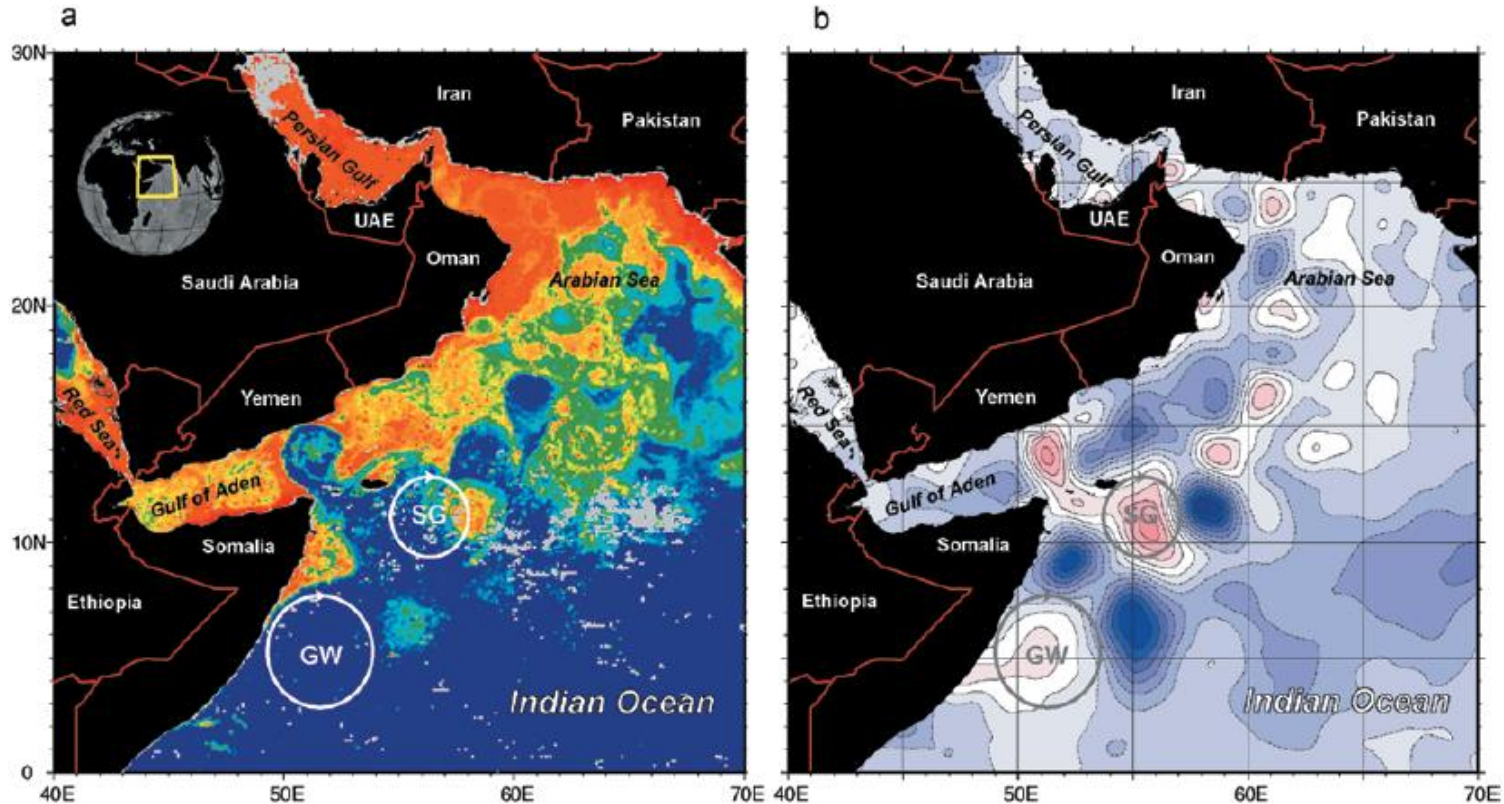 a
30N
20N
10N
0
40E
50E
60E
70E
Iran
Pakistan
Persian Gulf
UAE
Oman
Saudi Arabia
Arabian Sea
Yemen
Red Sea
Gulf of Aden
SG
Somalia
Ethiopia
GW
Indian Ocean
b
Iran
Pakistan
Persian Gulf
UAE
Oman
Saudi Arabia
Arabian Sea
Yemen
Red Sea
Gulf of Aden
SG
Somalia
Ethiopia
GW
Indian Ocean
40E
50E
60E
70E